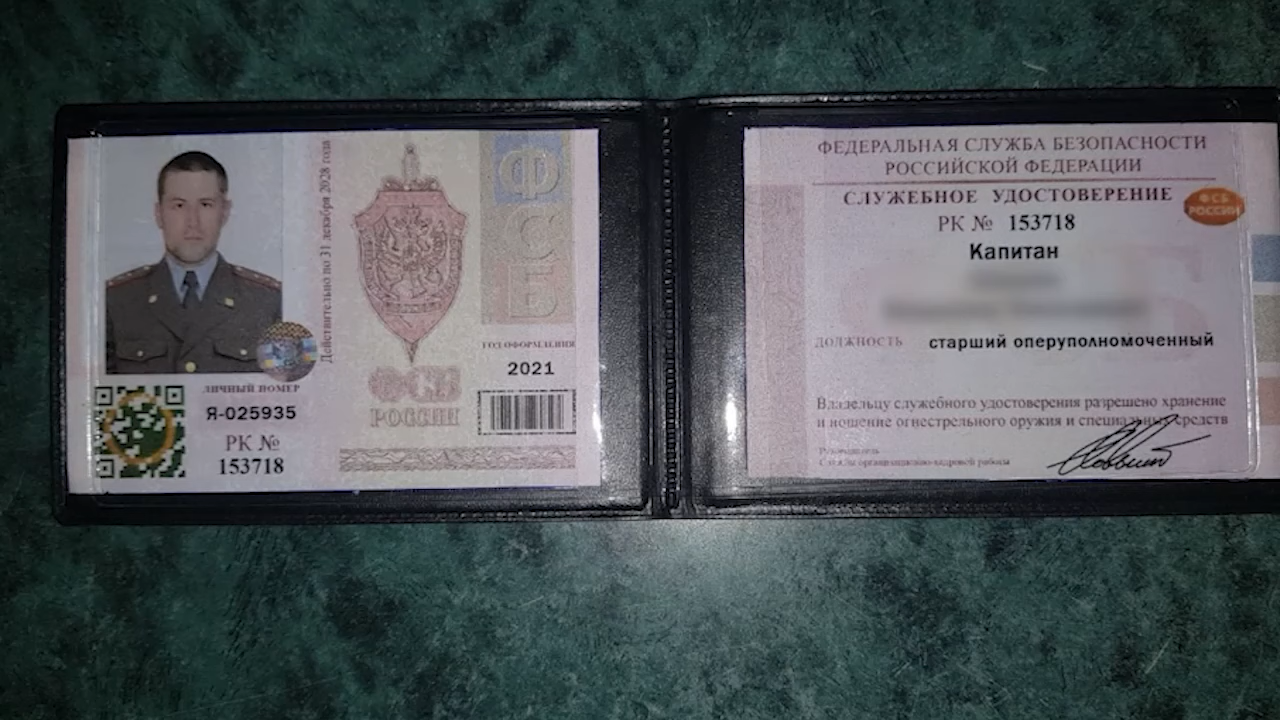 Действительно по 31 декабря 2028 года
ФСБ
ФСБ
РОССИИ
ГОД ОФОРМЛЕНИЯ
2021
ЛИЧНЫЙ НОМЕР
Я-025935
РК №
153718
ФЕДЕРАЛЬНАЯ СЛУЖБА БЕЗОПАСНОСТИ
РОССИЙСКОЙ ФЕДЕРАЦИИ
СЛУЖЕБНОЕ УДОСТОВЕРЕНИЕ
ФСБ
РОССИИ
РК № 153718
Капитан
ДОЛЖНОСТЬ старший оперуполномоченный
Владельцу служебного удостоверения разрешено хранение
и ношение огнестрельного оружия и специальных средств
Руководитель
Службы организационно-кадровой работы